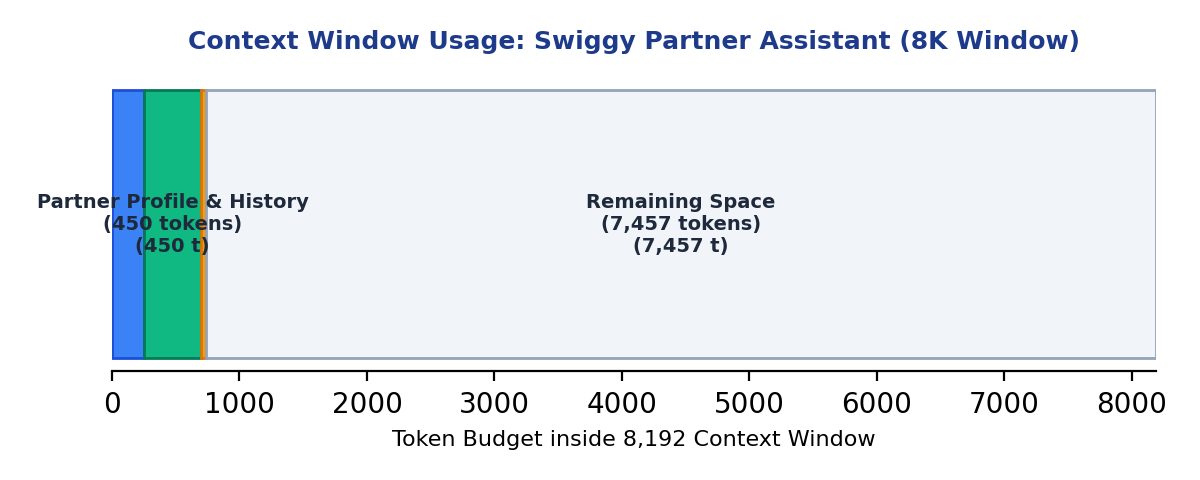 Context Window Usage: Swiggy Partner Assistant (8K Window)
Partner Profile & History
(450 tokens)
(450 t)
Remaining Space
(7,457 tokens)
(7,457 t)
0 1000 2000 3000 4000 5000 6000 7000 8000
Token Budget inside 8,192 Context Window